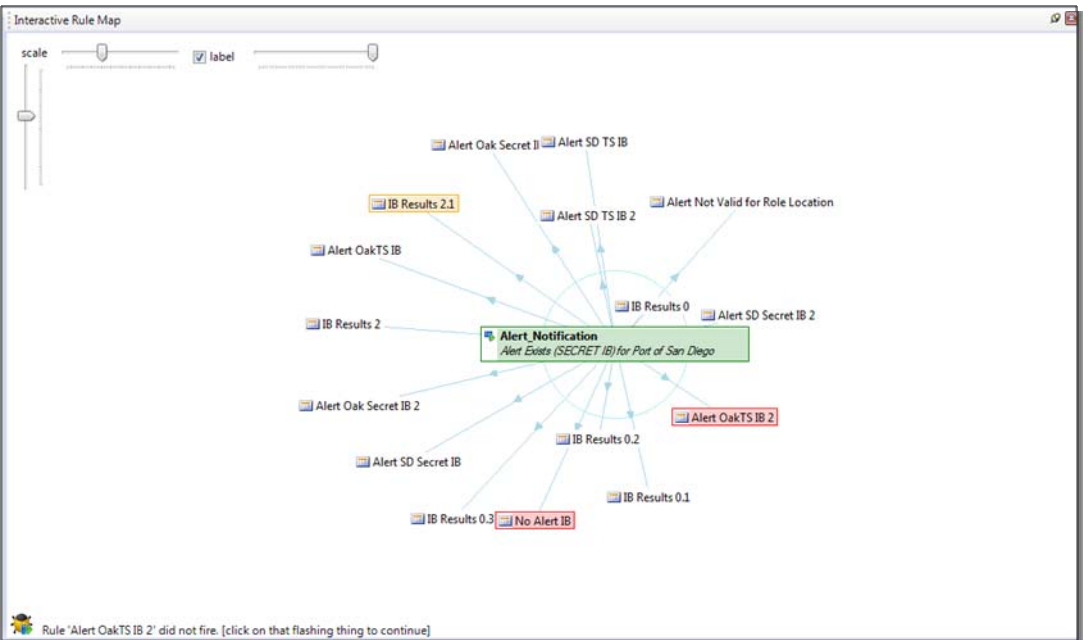 Interactive Rule Map
scale
label
Alert Oak Secret II
Alert SD TS IB
IB Results 2.1
Alert SD TS IB 2
Alert Not Valid for Role Location
Alert OakTS IB
IB Results 0
Alert SD Secret IB 2
IB Results 2
Alert_Notification
Alert Exists (SECRET IB) for Port of San Diego
Alert Oak Secret IB 2
Alert OakTS IB 2
IB Results 0.2
Alert SD Secret IB
IB Results 0.1
IB Results 0.3
No Alert IB
Rule 'Alert OakTS IB 2' did not fire. [click on that flashing thing to continue]